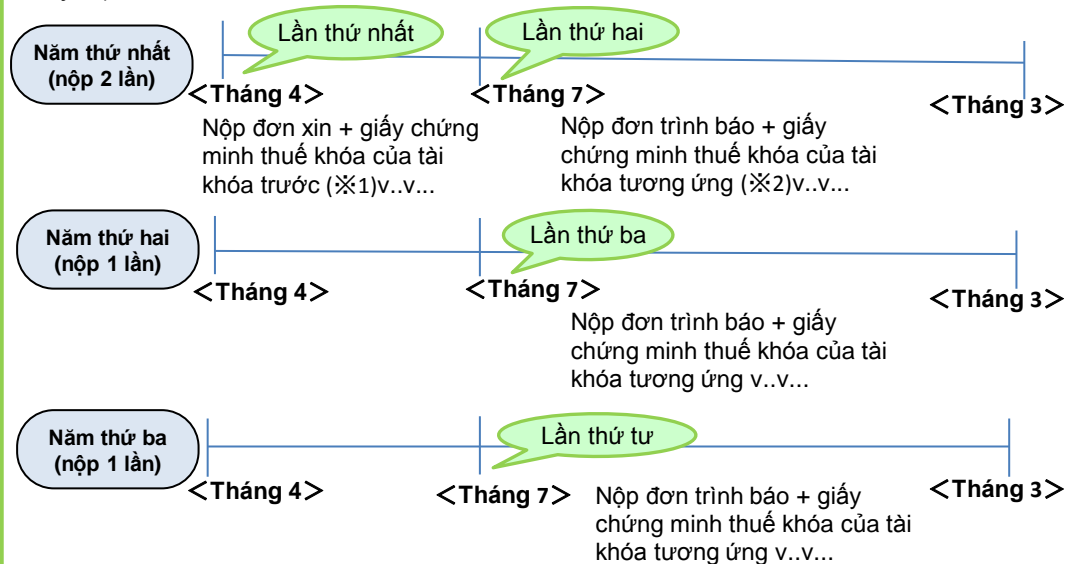 Lần thứ nhất
Lần thứ hai
Năm thứ nhất
(nộp 2 lần)
＜Tháng 4＞
＜Tháng 7＞
＜Tháng 3＞
Nộp đơn xin + giấy chứng
minh thuế khóa của tài
khóa trước (※1)v..v...
Nộp đơn trình báo + giấy
chứng minh thuế khóa của tài
khóa tương ứng (※2)v..v...
Năm thứ hai
(nộp 1 lần)
Lần thứ ba
＜Tháng 4＞
＜Tháng 7＞
＜Tháng 3＞
Nộp đơn trình báo + giấy
chứng minh thuế khóa của tài
khóa tương ứng v..v...
Năm thứ ba
(nộp 1 lần)
Lần thứ tư
＜Tháng 4＞
＜Tháng 7＞
＜Tháng 3＞
Nộp đơn trình báo + giấy
chứng minh thuế khóa của tài
khóa tương ứng v..v...